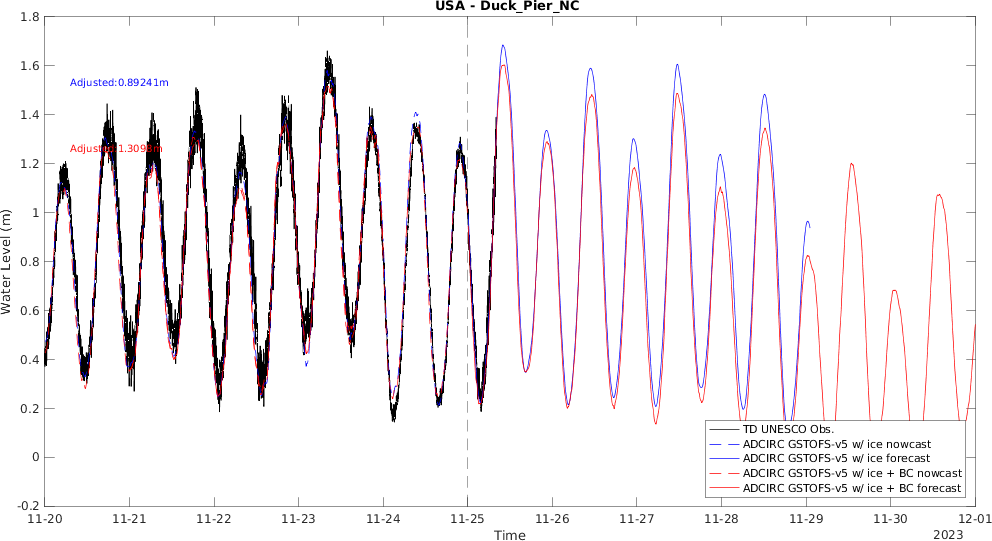 USA - Duck_Pier_NC
1.8
1.6
1.4
1.2
1
0.8
0.6
0.4
0.2
0
-0.2
Water Level (m)
Adjusted:0.89241m
TD UNESCO Obs.
ADCIRC GSTOFS-v5 w/ ice nowcast
ADCIRC GSTOFS-v5 w/ ice forecast
ADCIRC GSTOFS-v5 w/ ice + BC nowcast
ADCIRC GSTOFS-v5 w/ ice + BC forecast
11-20 11-21 11-22 11-23 11-24 11-25 11-26 11-27 11-28 11-29 11-30 12-01
Time
2023